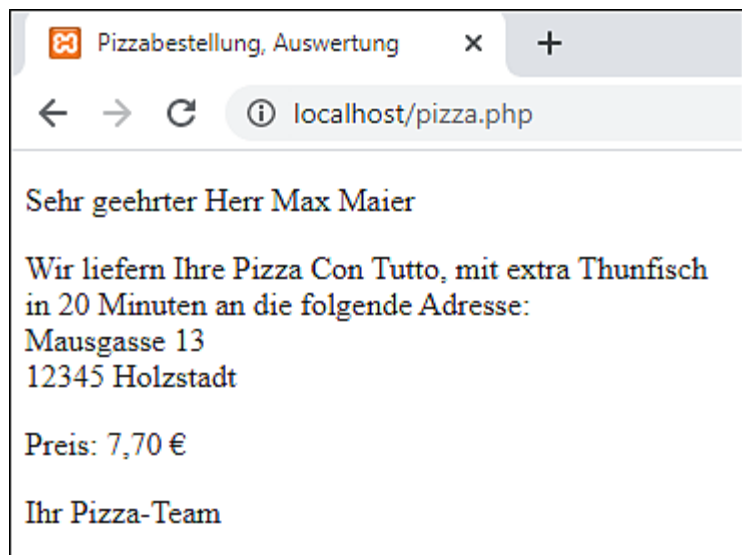 Pizzabestellung, Auswertung
localhost/pizza.php
Sehr geehrter Herr Max Maier
Wir liefern Ihre Pizza Con Tutto, mit extra Thunfisch
in 20 Minuten an die folgende Adresse:
Mausgasse 13
12345 Holzstadt
Preis: 7,70 €
Ihr Pizza-Team